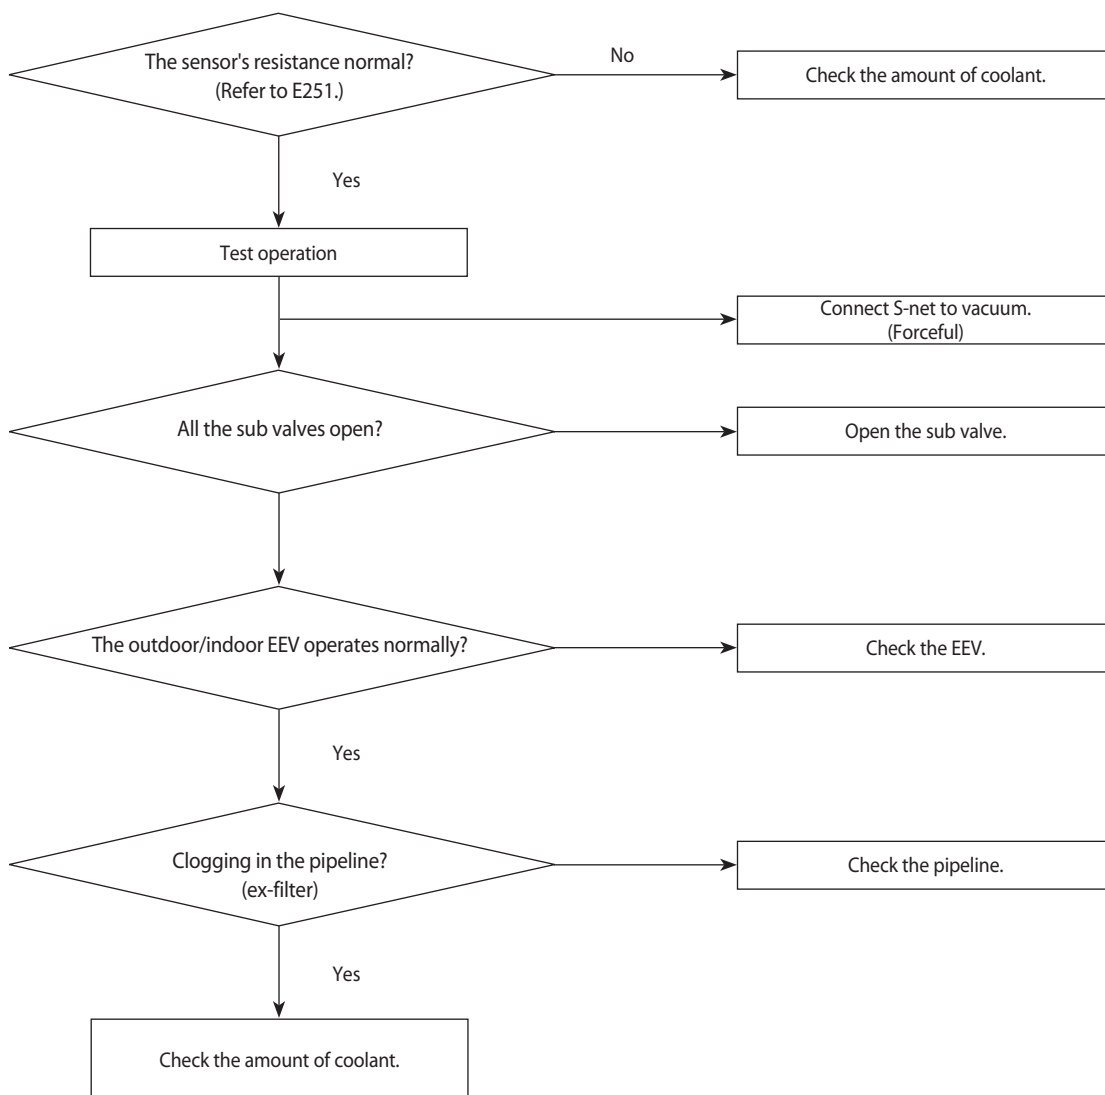 The sensor's resistance normal?
(Refer to E251.)
No
Check the amount of coolant.
Yes
Test operation
Connect S-net to vacuum.
(Forceful)
All the sub valves open?
Open the sub valve.
The outdoor/indoor EEV operates normally?
Check the EEV.
Yes
Clogging in the pipeline?
(ex-filter)
Check the pipeline.
Yes
Check the amount of coolant.